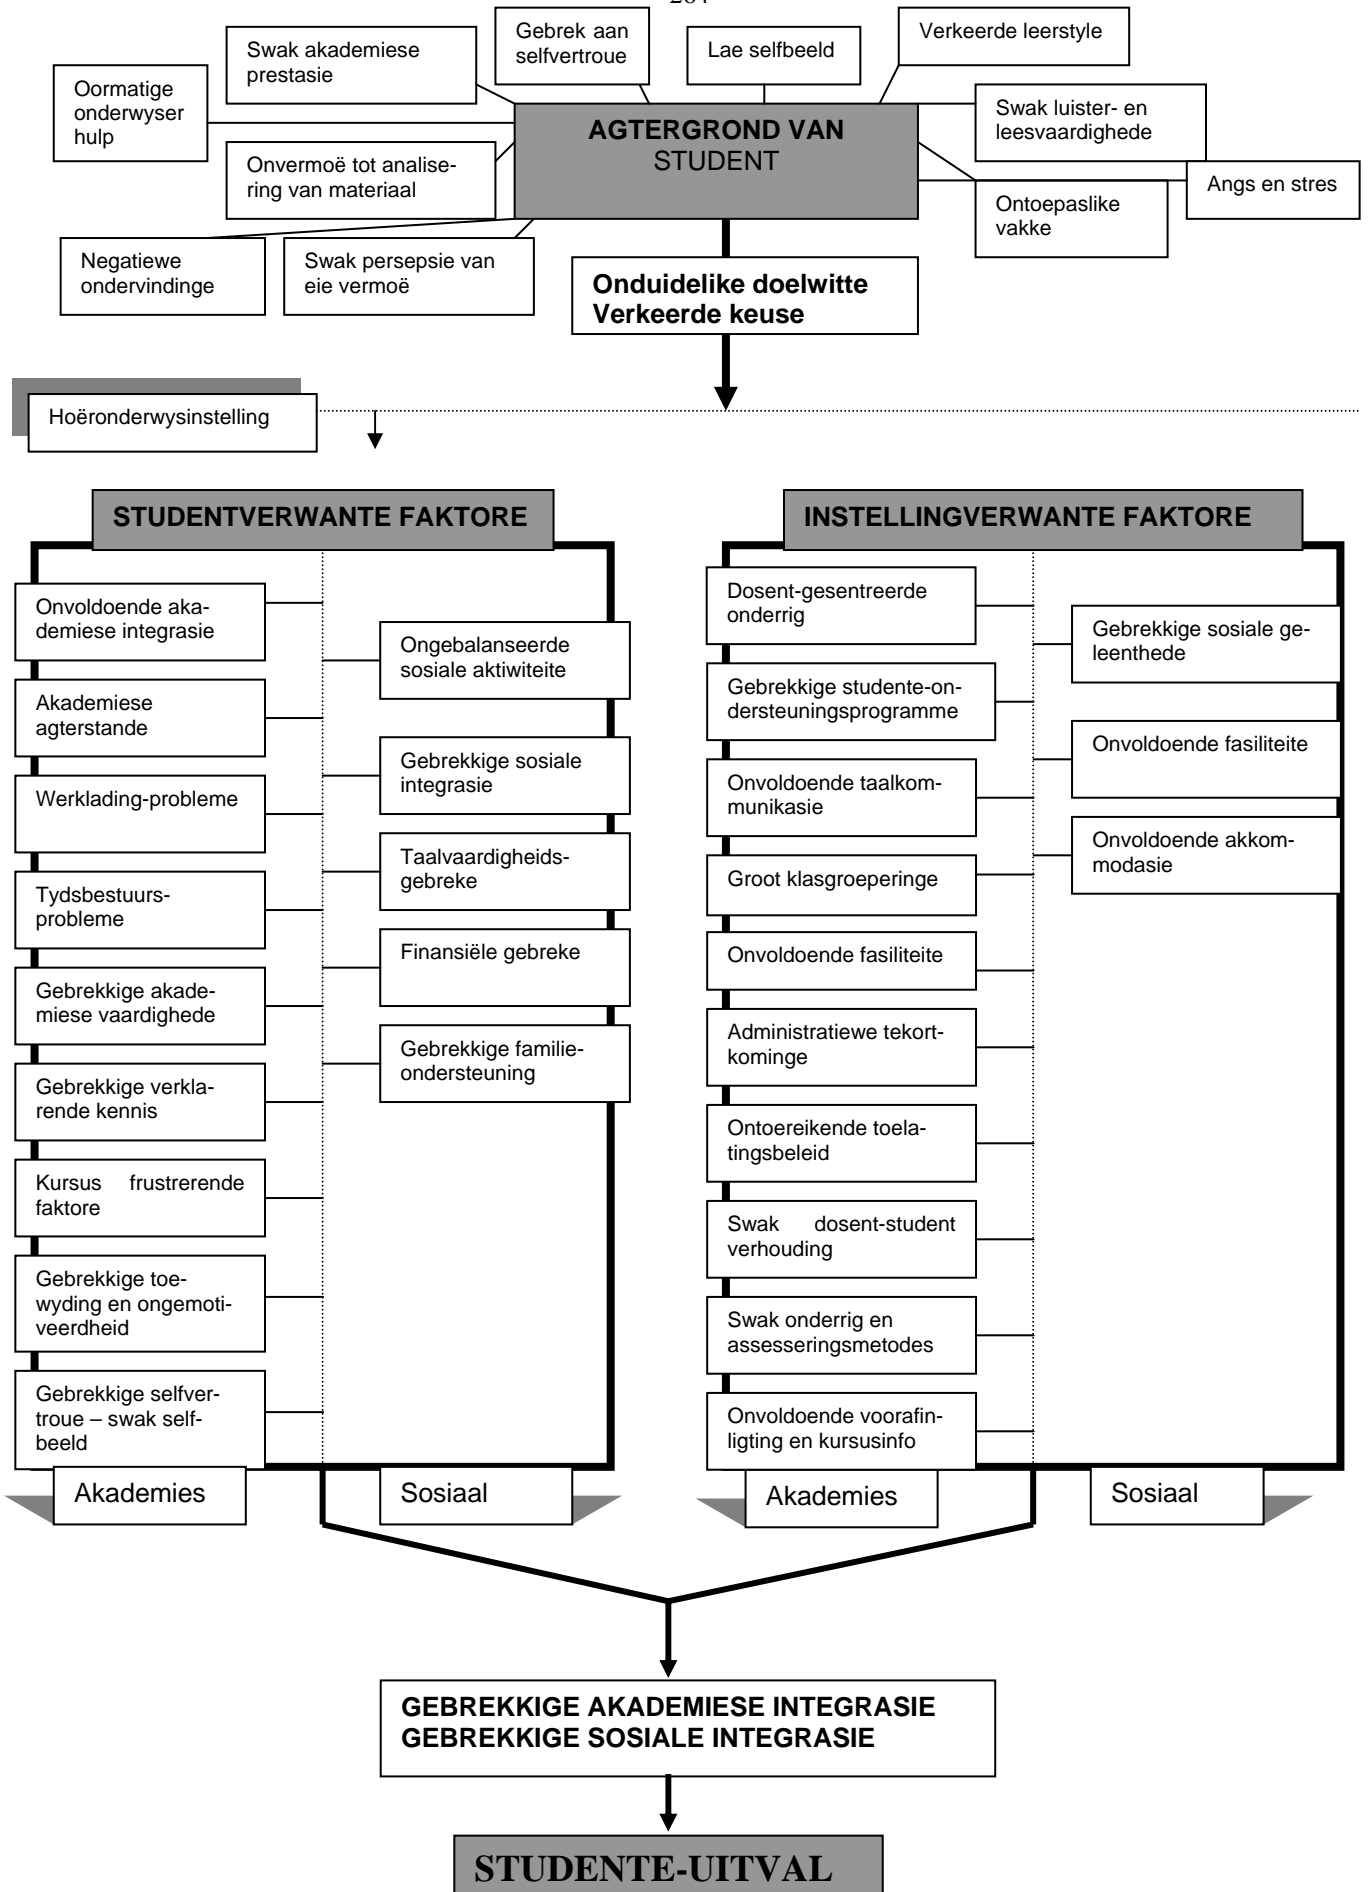 Gebrek aan
selfvertroue
Lae selfbeeld
Verkeerde leerstyle
Swak akademiese
prestasie
Oormatige
onderwyser
hulp
AGTERGROND VAN
STUDENT
Swak luister- en
leesvaardighede
Onvermoë tot analise-
ring van materiaal
Angs en stres
Ontoepaslike
vakke
Negatiewe
ondervindinge
Swak persepsie van
eie vermoë
Onduidelike doelwitte
Verkeerde keuse
Hoëronderwysinstelling
STUDENTVERWANTE FAKTORE
Onvoldoende aka-
demiese integrasie
Akademiese
agterstande
Werklading-probleme
Tydsbestuurs-
probleme
Gebrekkige akade-
miese vaardighede
Gebrekkige verkla-
rende kennis
Kursus frustrerende
faktore
Gebrekkige toe-
wyding en ongemoti-
veerdheid
Gebrekkige selfver-
troue – swak self-
beeld
Akademies
Ongebalanseerde
sosiale aktiwiteite
Gebrekkige sosiale
integrasie
Taalvaardigheids-
gebreke
Finansiële gebreke
Gebrekkige familie-
ondersteuning
Sosiaal
INSTELLINGVERWANTE FAKTORE
Dosent-gesentreerde
onderrig
Gebrekkige studente-on-
dersteuningsprogramme
Onvoldoende taalkom-
munikasie
Groot klasgroeperinge
Onvoldoende fasiliteite
Administratiewe tekort-
kominge
Ontoereikende toela-
tingsbeleid
Swak dosent-student
verhouding
Swak onderrig en
assesseringsmetodes
Onvoldoende voorafin-
ligting en kursusinfo
Akademies
Gebrekkige sosiale ge-
leenthede
Onvoldoende fasiliteite
Onvoldoende akkom-
modasie
Sosiaal
GEBREKKIGE AKADEMIESE INTEGRASIE
GEBREKKIGE SOSIALE INTEGRASIE
STUDENTE-UITVAL